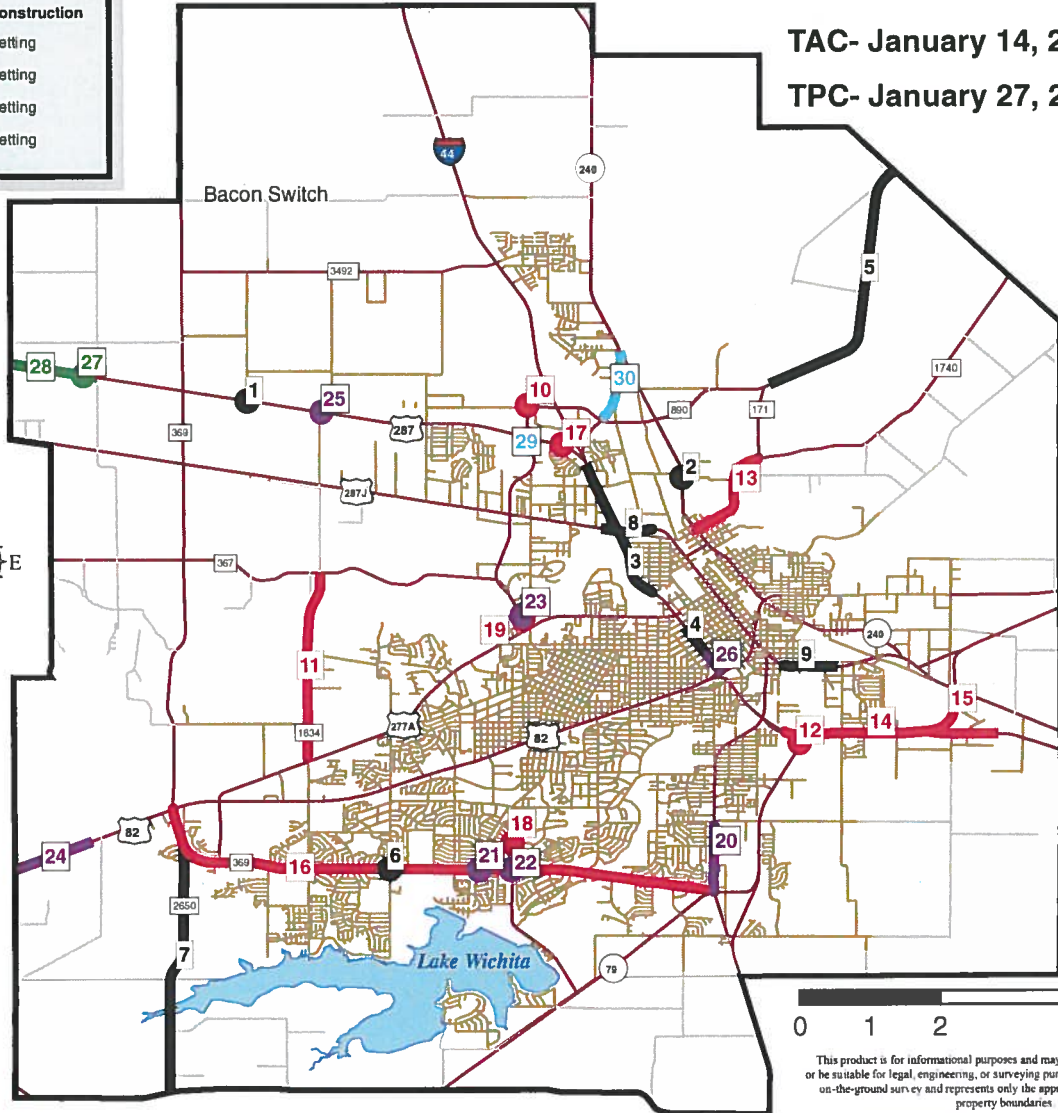 onstruction
etting
etting
etting
etting
TAC- January 14, 2
TPC- January 27, 2
44
240
Bacon Switch
5
3492
28
27
1
25
10
30
1740
287
29
17
890
171
369
2
13
287J
8
E
367
3
23
19
4
240
26
9
11
15
277A
14
1634
82
12
18
82
20
24
369
16
6
21
22
2650
7
Lake Wichita
79
0 1 2
This product is for informational purposes and may
or be suitable for legal, engineering, or surveying pur
on-the-ground survey and represents only the appr
property boundaries